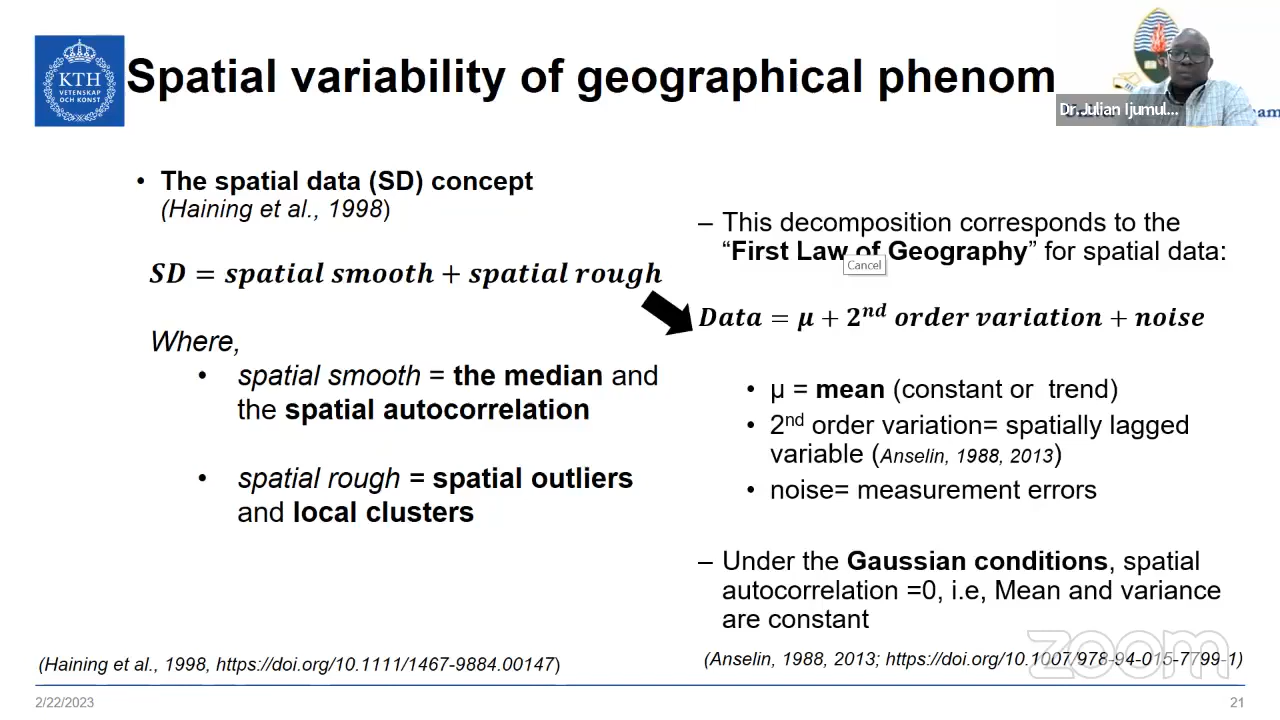 KTH
VETENSKAP
OCH KONST
Spatial variability of geographical phenom
Dr. Julian Ijumul...
• The spatial data (SD) concept
(Haining et al., 1998)
SD = spatial smooth + spatial rough
Where,
• spatial smooth = the median and
the spatial autocorrelation
• spatial rough = spatial outliers
and local clusters
(Haining et al., 1998, https://doi.org/10.1111/1467-9884.00147)
– This decomposition corresponds to the
“First Law of Geography” for spatial data:
Cancel
Data = μ + 2nd order variation + noise
• μ = mean (constant or trend)
• 2nd order variation= spatially lagged
variable (Anselin, 1988, 2013)
• noise= measurement errors
– Under the Gaussian conditions, spatial
autocorrelation =0, i.e, Mean and variance
are constant
(Anselin, 1988, 2013; https://doi.org/10.1007/978-94-015-7799-1)
zoom
2/22/2023
21